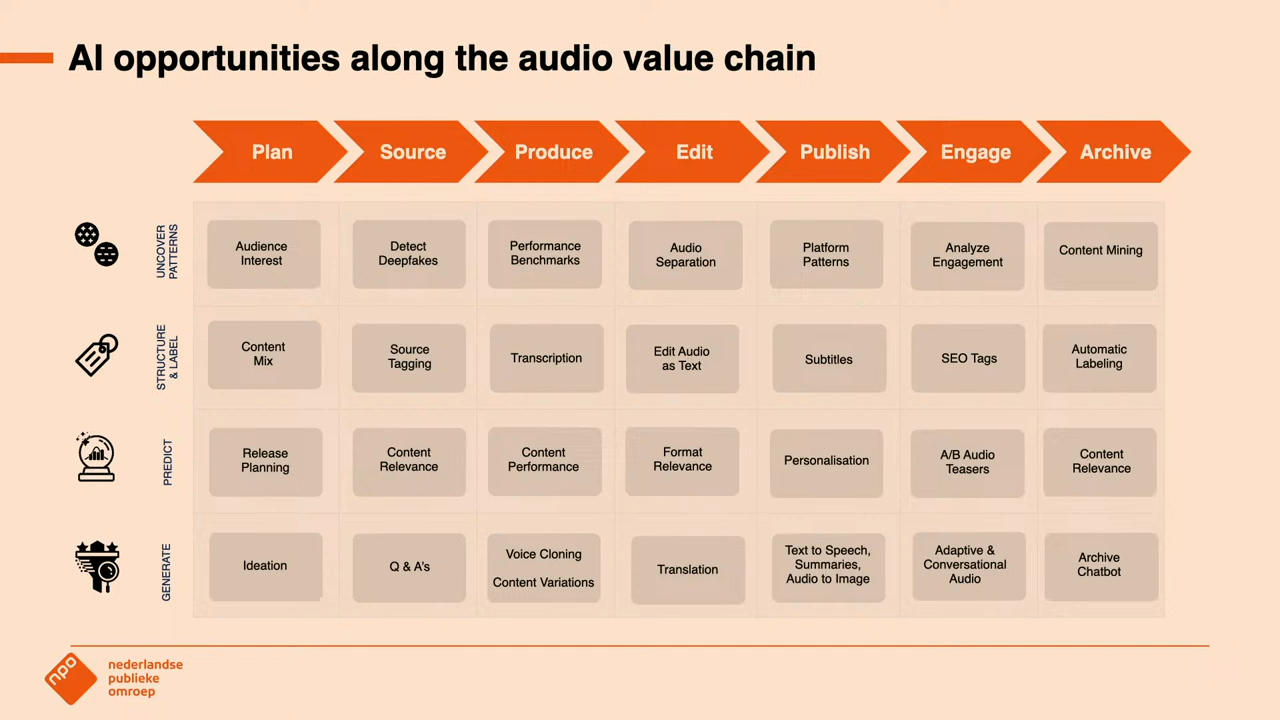 AI opportunities along the audio value chain
Plan
Source
Produce
Edit
Publish
Engage
Archive
UNCOVER
PATTERNS
Audience
Interest
Detect
Deepfakes
Performance
Benchmarks
Audio
Separation
Platform
Patterns
Analyze
Engagement
Content Mining
STRUCTURE
& LABEL
Content
Mix
Source
Tagging
Transcription
Edit Audio
as Text
Subtitles
SEO Tags
Automatic
Labeling
PREDICT
Release
Planning
Content
Relevance
Content
Performance
Format
Relevance
Personalisation
A/B Audio
Teasers
Content
Relevance
GENERATE
Ideation
Q & A's
Voice Cloning
Content Variations
Translation
Text to Speech,
Summaries,
Audio to Image
Adaptive &
Conversational
Audio
Archive
Chatbot
npo
nederlandse
publieke
omroep